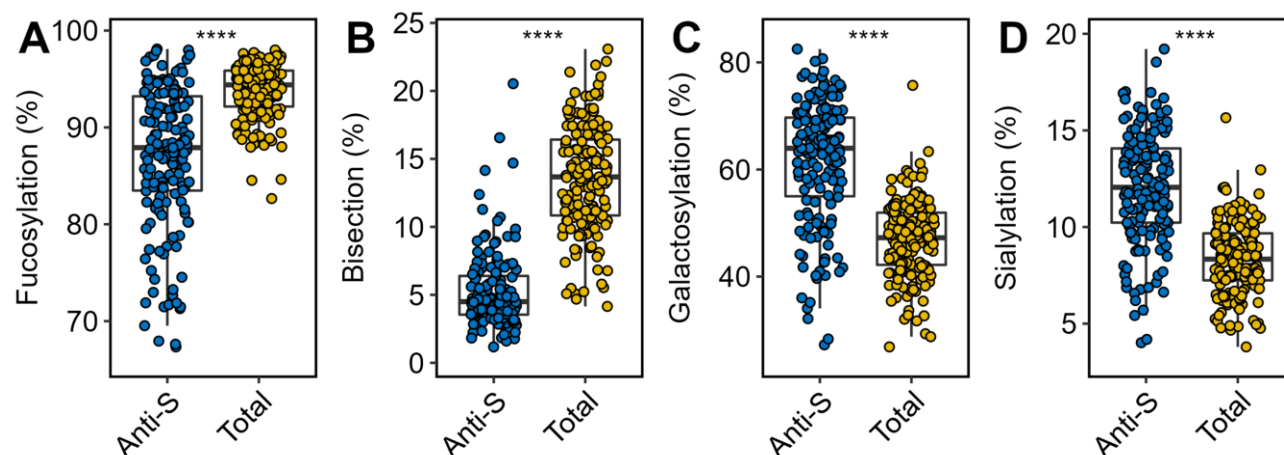 A
Fucosylation (%)
100
90
80
70
****
Anti-S
Total
B
Bisection (%)
25
20
15
10
5
0
****
Anti-S
Total
C
Galactosylation (%)
80
60
40
****
Anti-S
Total
D
Sialylation (%)
20
15
10
5
****
Anti-S
Total